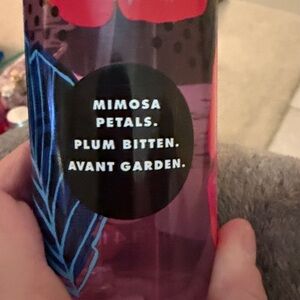 MIMOSA
PETALS.
PLUM BITTEN.
AVANT GARDEN.